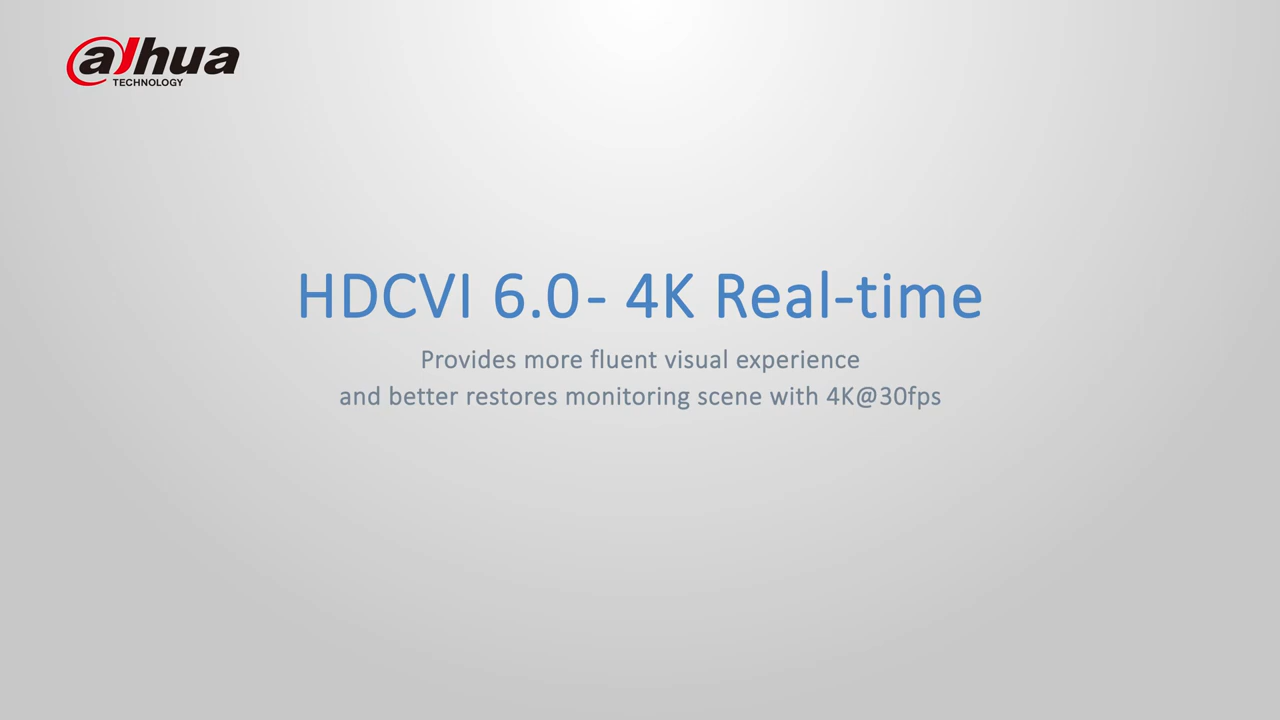 alhua
TECHNOLOGY
HDCVI 6.0- 4K Real-time
Provides more fluent visual experience
and better restores monitoring scene with 4K@30fps